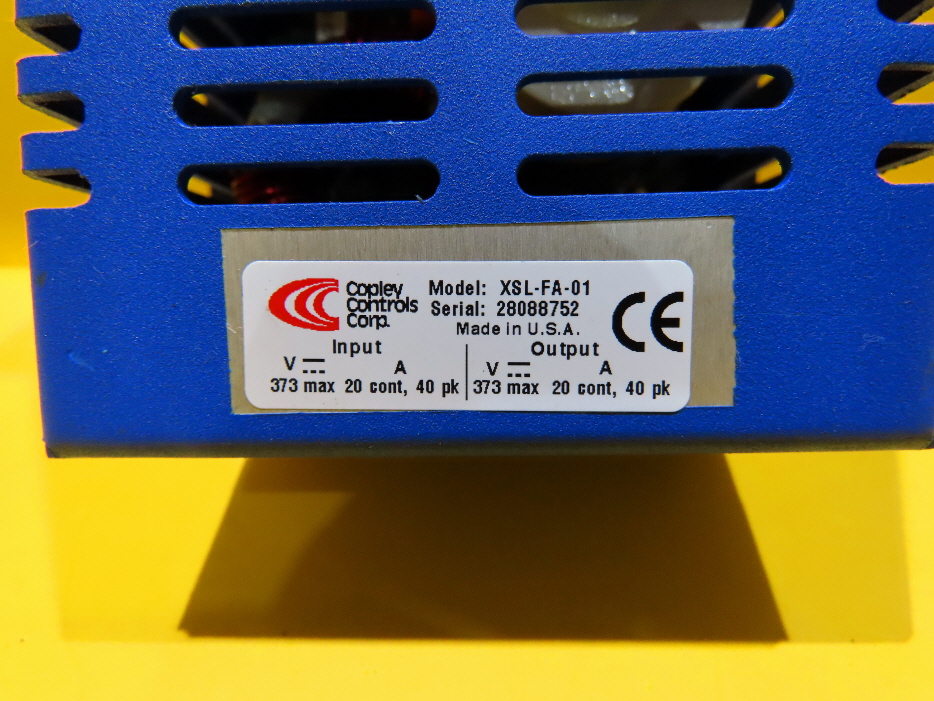 Copley
Controls
Corp.
Model: XSL-FA-01
Serial: 28088752
Made in U.S.A.
CE
Input
V A
373 max 20 cont, 40 pk
Output
V A
373 max 20 cont, 40 pk